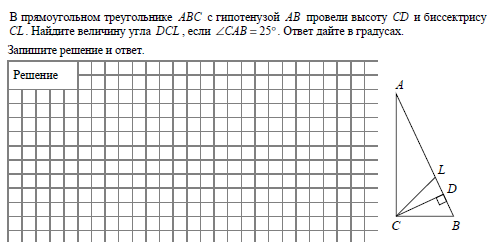 В прямоугольном треугольнике ABC с гипотенузой AB провели высоту CD и биссектрису
CL. Найдите величину угла DCL, если ∠CAB = 25°. Ответ дайте в градусах.
Запишите решение и ответ.
Решение
A
L
D
C
B